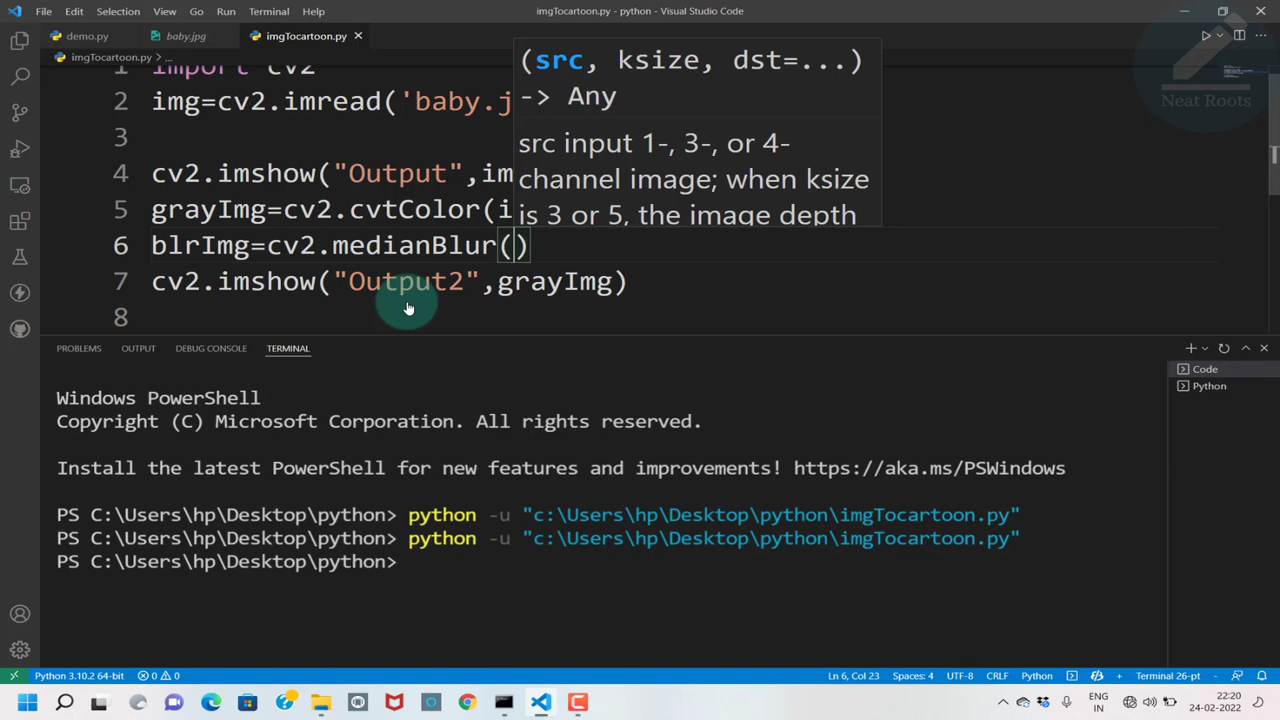 File Edit Selection View Go Run Terminal Help
imgTocartoon.py - python - Visual Studio Code
demo.py
baby.jpg
imgTocartoon.py
imgTocartoon.py > ...
Neat Roots
1 import cv2
2 img=cv2.imread('baby.j
3
4 cv2.imshow("Output",im
5 grayImg=cv2.cvtColor(i
6 blrImg=cv2.medianBlur()
7 cv2.imshow("Output2",grayImg)
8
(src, ksize, dst=...)
-> Any
src input 1-, 3-, or 4-
channel image; when ksize
is 3 or 5, the image depth
PROBLEMS OUTPUT DEBUG CONSOLE TERMINAL
Code
Python
Windows PowerShell
Copyright (C) Microsoft Corporation. All rights reserved.
Install the latest PowerShell for new features and improvements! https://aka.ms/PSWindows
PS C:\Users\hp\Desktop\python> python -u "c:\Users\hp\Desktop\python\imgTocartoon.py"
PS C:\Users\hp\Desktop\python> python -u "c:\Users\hp\Desktop\python\imgTocartoon.py"
PS C:\Users\hp\Desktop\python>
Python 3.10.2 64-bit 0 0 Ln 6, Col 23 Spaces: 4 UTF-8 CRLF Python Terminal 26-pt
ENG 22:20
IN 24-02-2022